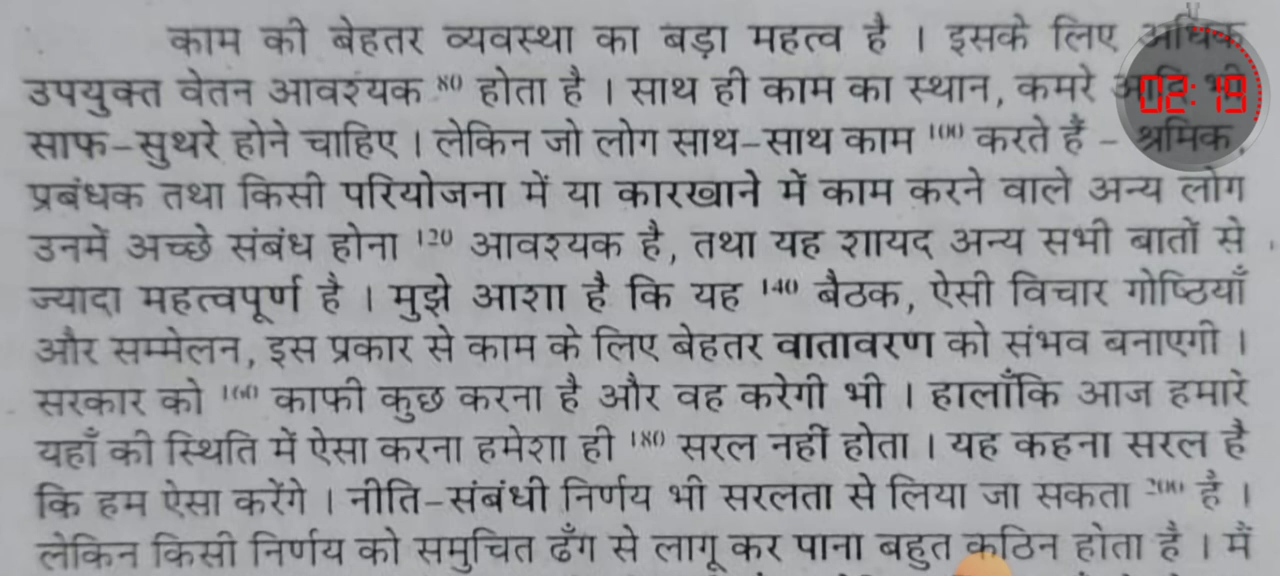 काम की बेहतर व्यवस्था का बड़ा महत्व है । इसके लिए अधिक
उपयुक्त वेतन आवश्यक 80 होता है । साथ ही काम का स्थान, कमरे आदि भी
02:19
साफ-सुथरे होने चाहिए । लेकिन जो लोग साथ-साथ काम 100 करते हैं - श्रमिक,
प्रबंधक तथा किसी परियोजना में या कारखाने में काम करने वाले अन्य लोग
उनमें अच्छे संबंध होना 120 आवश्यक है, तथा यह शायद अन्य सभी बातों से
ज्यादा महत्वपूर्ण है । मुझे आशा है कि यह 140 बैठक, ऐसी विचार गोष्ठियाँ
और सम्मेलन, इस प्रकार से काम के लिए बेहतर वातावरण को संभव बनाएगी ।
सरकार को 160 काफी कुछ करना है और वह करेगी भी । हालाँकि आज हमारे
यहाँ की स्थिति में ऐसा करना हमेशा ही 180 सरल नहीं होता । यह कहना सरल है
कि हम ऐसा करेंगे । नीति-संबंधी निर्णय भी सरलता से लिया जा सकता 200 है ।
लेकिन किसी निर्णय को समुचित ढँग से लागू कर पाना बहुत कठिन होता है । मैं